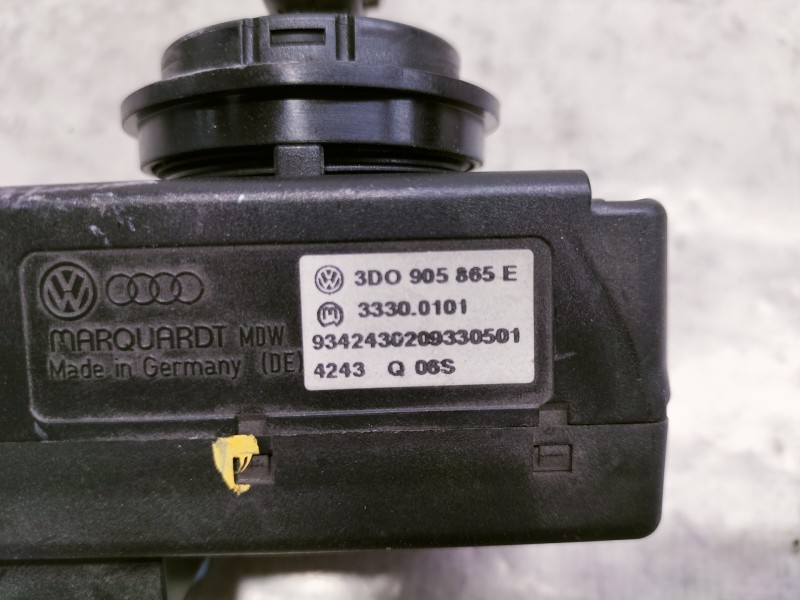 MARQUARDT MDW
Made in Germany (DE)
3D0 905 865 E
3330.0101
9342430209330501
4243 Q 06S